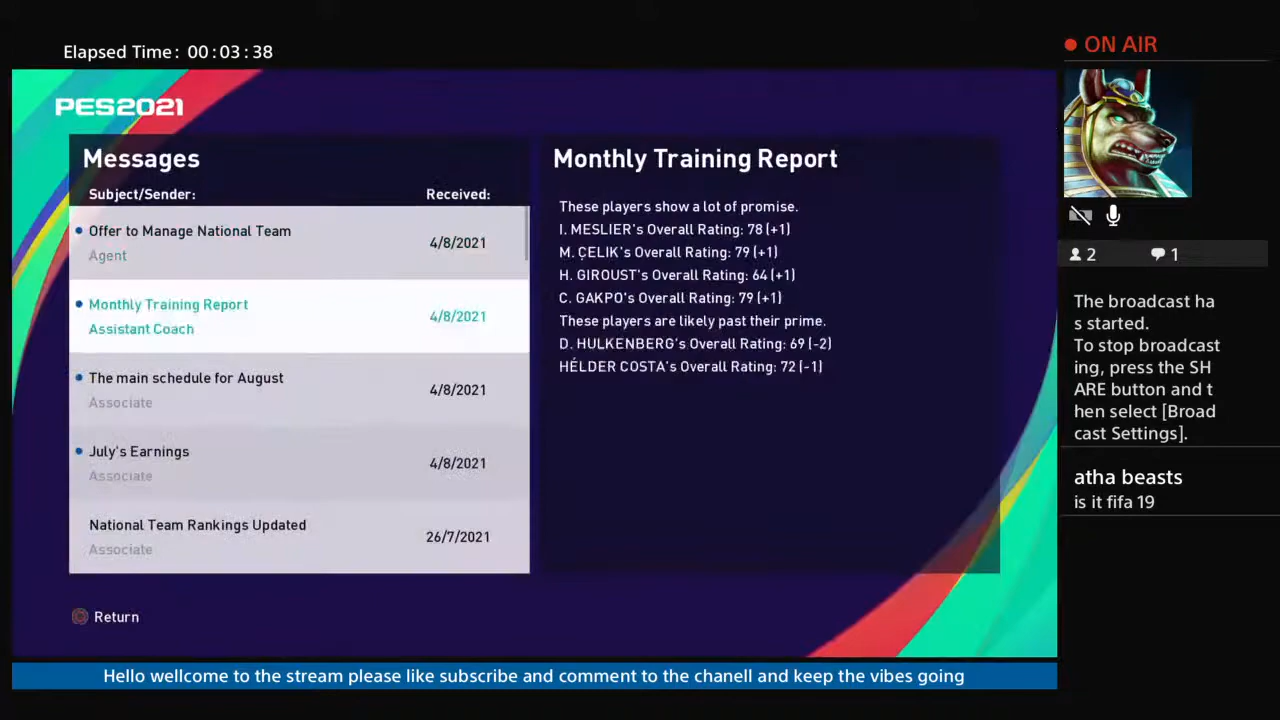 Elapsed Time: 00:03:38
ON AIR
PES2021
Messages
Subject/Sender:
Received:
Offer to Manage National Team
Agent
4/8/2021
Monthly Training Report
Assistant Coach
4/8/2021
The main schedule for August
Associate
4/8/2021
July's Earnings
Associate
4/8/2021
National Team Rankings Updated
Associate
26/7/2021
Monthly Training Report
These players show a lot of promise.
I. MESLIER's Overall Rating: 78 (+1)
M. ÇELIK's Overall Rating: 79 (+1)
H. GIROUST's Overall Rating: 64 (+1)
C. GAKPO's Overall Rating: 79 (+1)
These players are likely past their prime.
D. HULKENBERG's Overall Rating: 69 (-2)
HÉLDER COSTA's Overall Rating: 72 (-1)
Return
2
1
The broadcast ha
s started.
To stop broadcast
ing, press the SH
ARE button and t
hen select [Broad
cast Settings].
atha beasts
is it fifa 19
Hello wellcome to the stream please like subscribe and comment to the chanell and keep the vibes going